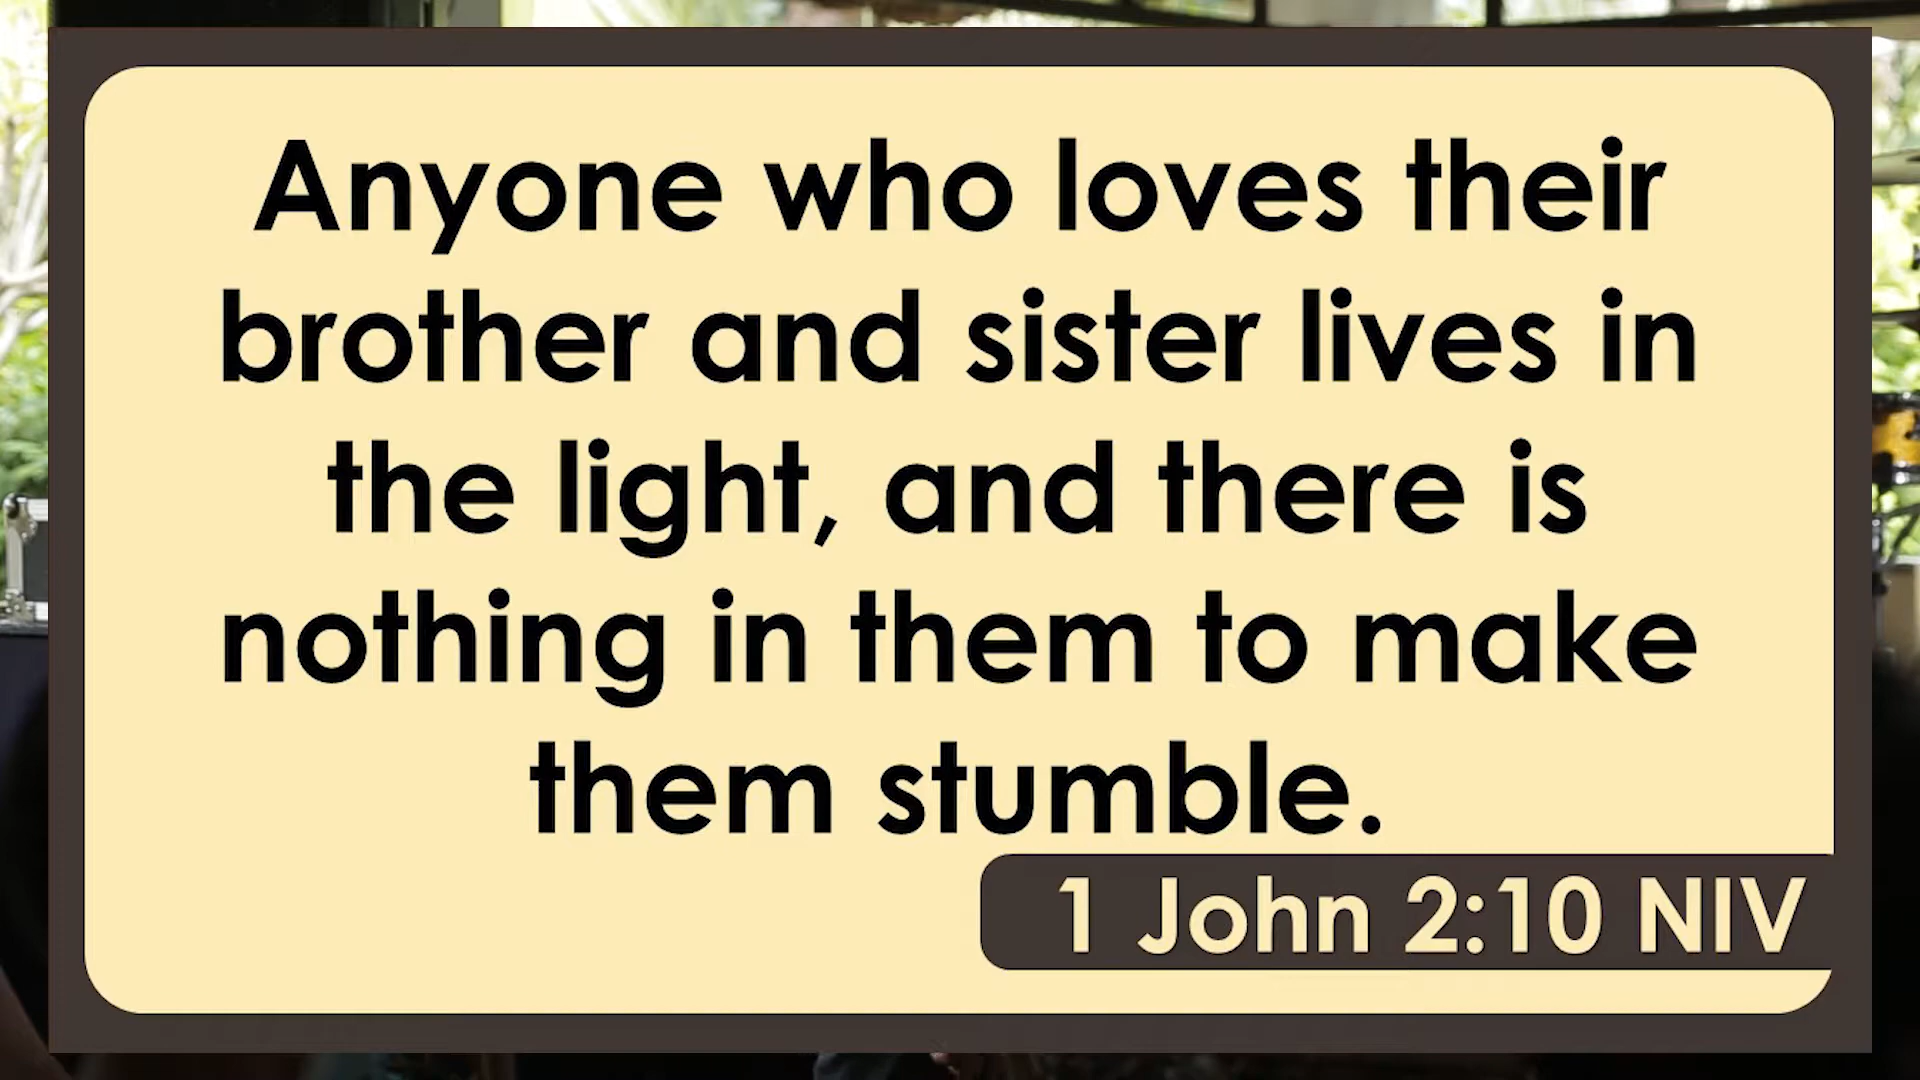 Anyone who loves their
brother and sister lives in
the light, and there is
nothing in them to make
them stumble.
1 John 2:10 NIV